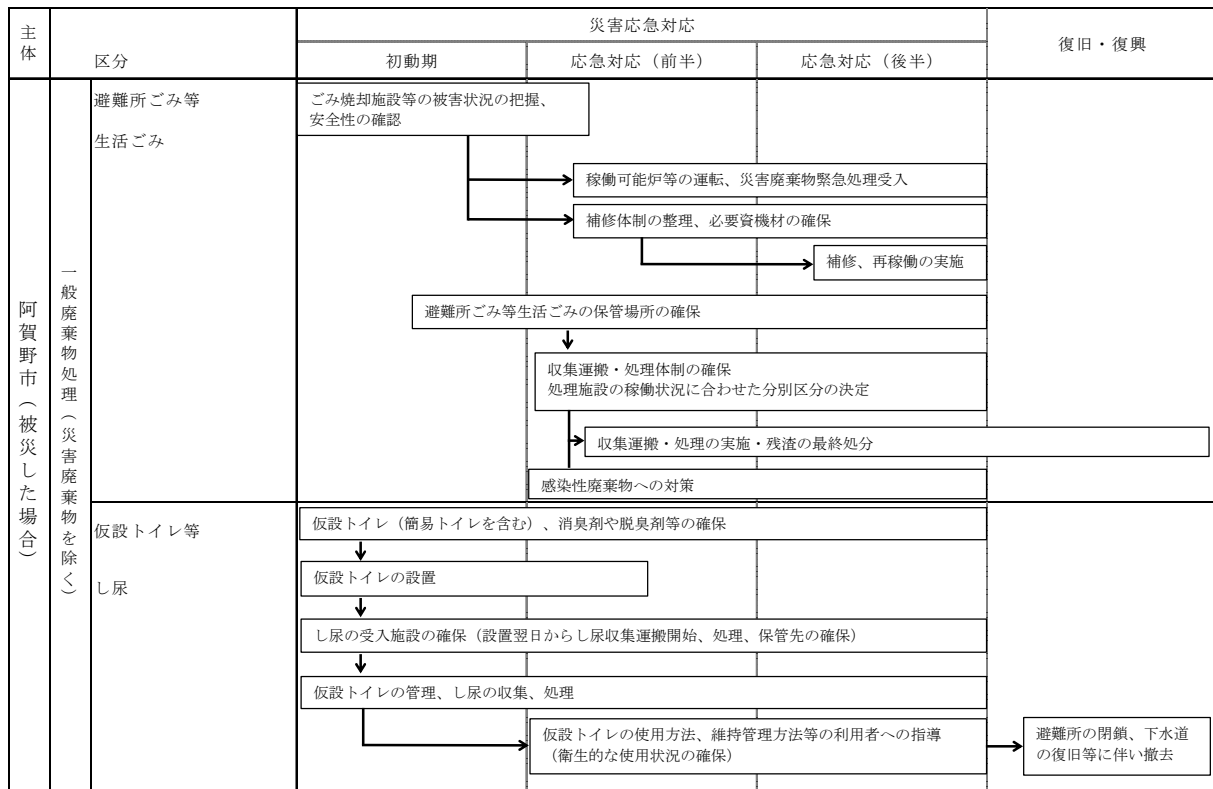 主体
区分
災害応急対応
復旧・復興
初動期
応急対応（前半）
応急対応（後半）
阿賀野市（被災した場合）
一般廃棄物処理（災害廃棄物を除く）
避難所ごみ等
生活ごみ
ごみ焼却施設等の被害状況の把握、
安全性の確認
稼働可能炉等の運転、災害廃棄物緊急処理受入
補修体制の整理、必要資機材の確保
補修、再稼働の実施
避難所ごみ等生活ごみの保管場所の確保
収集運搬・処理体制の確保
処理施設の稼働状況に合わせた分別区分の決定
収集運搬・処理の実施・残渣の最終処分
感染性廃棄物への対策
仮設トイレ等
し尿
仮設トイレ（簡易トイレを含む）、消臭剤や脱臭剤等の確保
仮設トイレの設置
し尿の受入施設の確保（設置翌日からし尿収集運搬開始、処理、保管先の確保）
仮設トイレの管理、し尿の収集、処理
仮設トイレの使用方法、維持管理方法等の利用者への指導
（衛生的な使用状況の確保）
避難所の閉鎖、下水道
の復旧等に伴い撤去